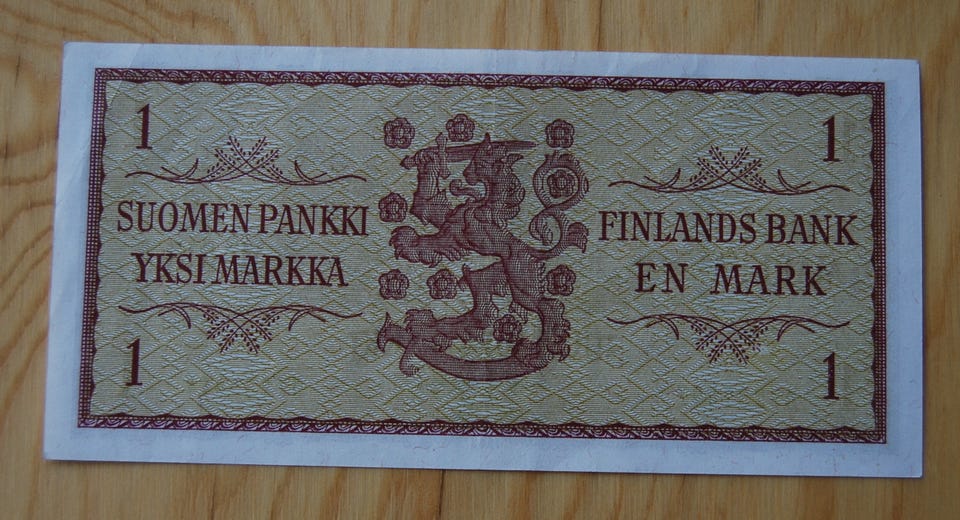 1
1
SUOMEN PANKKI
YKSI MARKKA
FINLANDS BANK
EN MARK
1
1